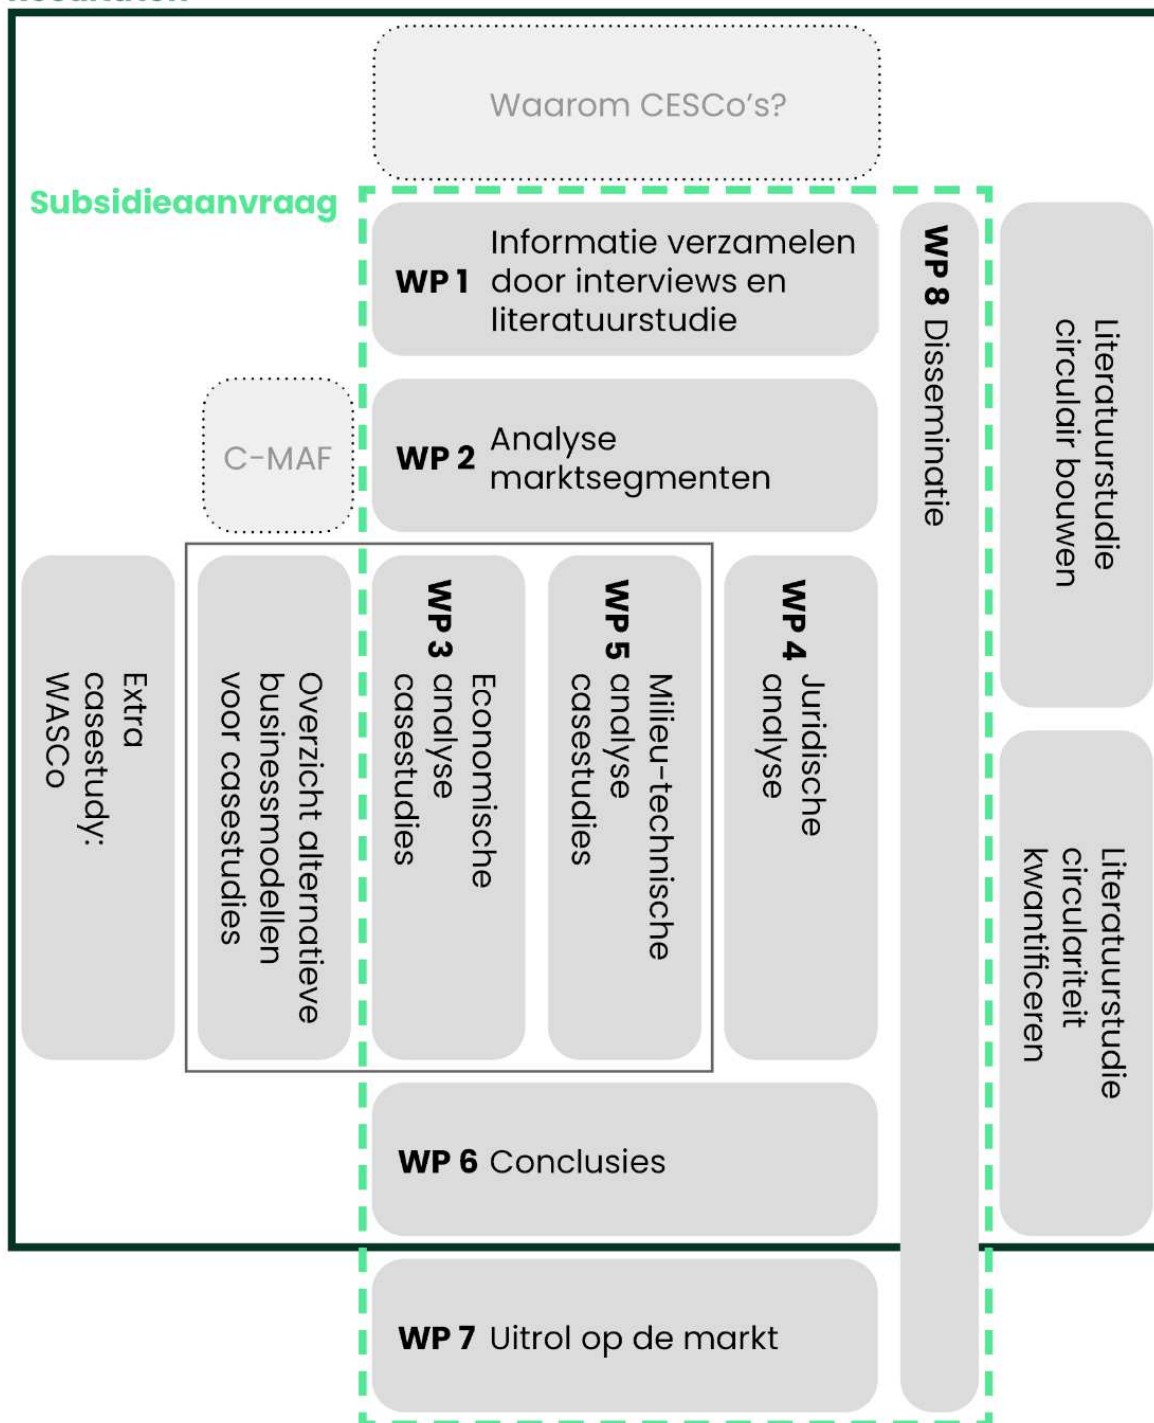 Waarom CESCo's?
Subsidieaanvraag
WP 1 Informatie verzamelen
door interviews en
literatuurstudie
WP 8 Disseminatie
Literatuurstudie
circulair bouwen
C-MAF
WP 2 Analyse
marktsegmenten
Extra
casestudy:
WASCo
Overzicht alternatieve
businessmodellen
voor casestudies
WP 3 Economische
analyse
casestudies
WP 5 Milieu-technische
analyse
casestudies
WP 4 Juridische
analyse
Literatuurstudie
circulariteit
kwantificeren
WP 6 Conclusies
WP 7 Uitrol op de markt